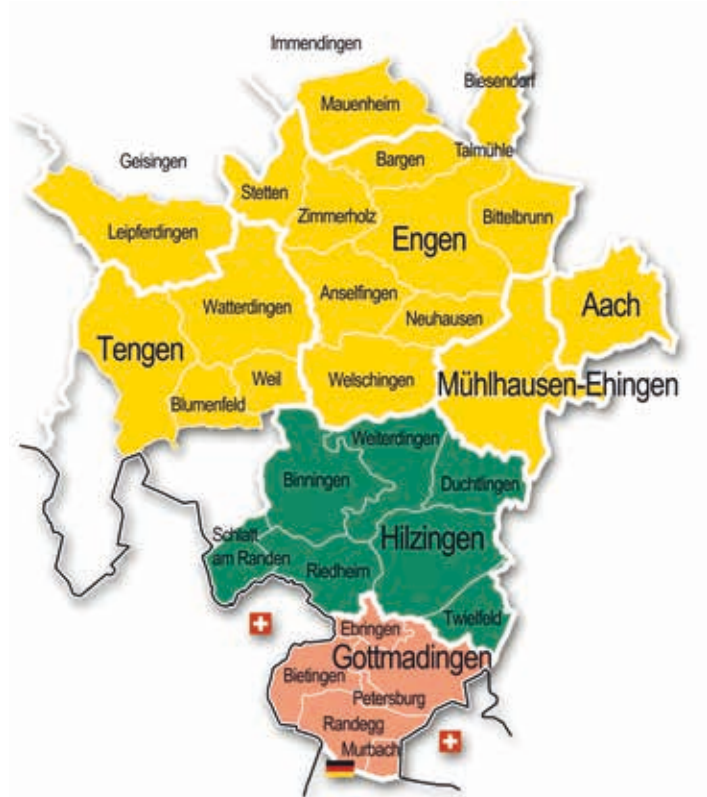 Immendingen
Biesendorf
Mauenheim
Talmühle
Bargen
Geisingen
Stetten
Zimmerholz
Bittelbrunn
Leipferdingen
Engen
Anselfingen
Watterdingen
Aach
Neuhausen
Tengen
Weil
Welschingen
Mühlhausen-Ehingen
Blumenfeld
Weiterdingen
Binningen
Duchtlingen
Schlatt
am Randen
Hilzingen
Riedheim
Twielfeld
Ebringen
Gottmadingen
Bietingen
Petersburg
Randegg
Murbach